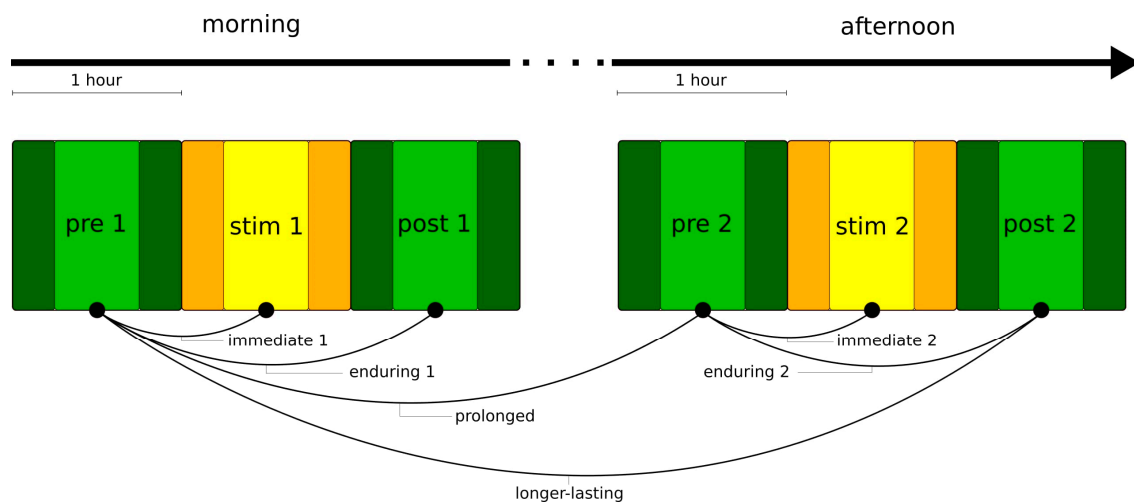 morning
afternoon
1 hour
1 hour
pre 1
stim 1
post 1
pre 2
stim 2
post 2
immediate 1
immediate 2
enduring 1
enduring 2
prolonged
longer-lasting